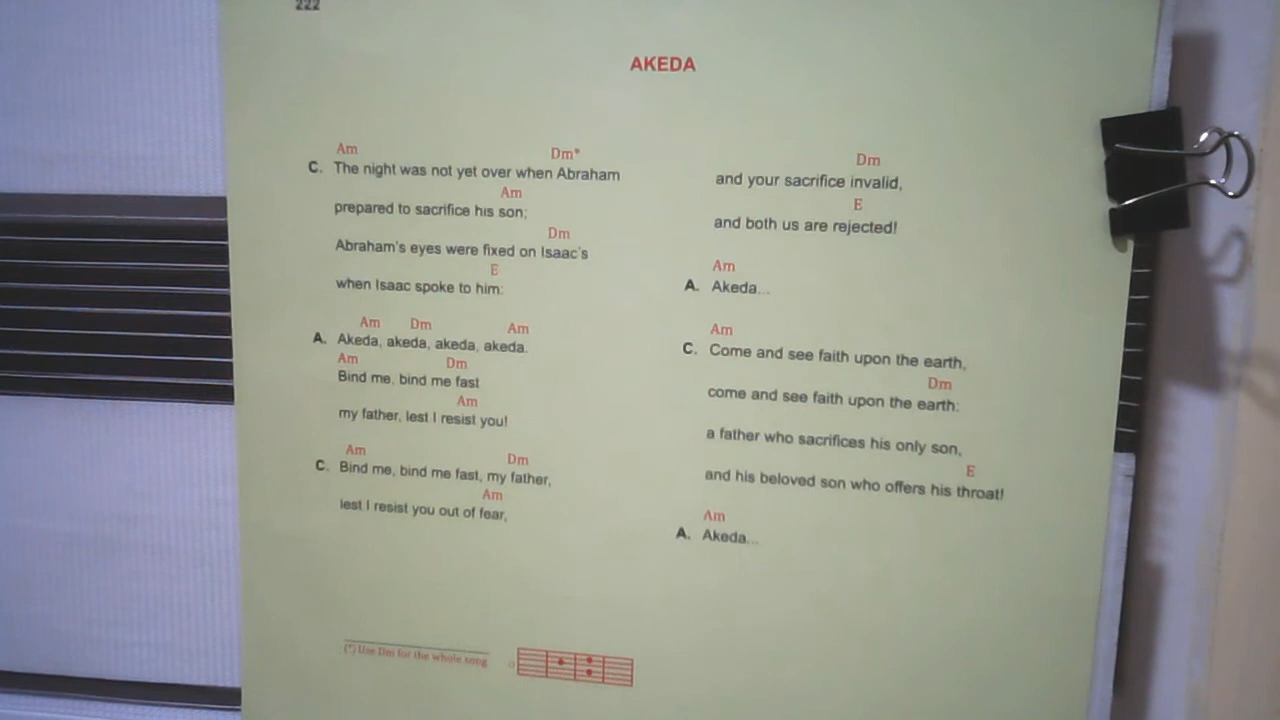 222
AKEDA
Am Dm*
C. The night was not yet over when Abraham
Am
prepared to sacrifice his son;
Dm
Abraham's eyes were fixed on Isaac's
E
when Isaac spoke to him:
Am Dm Am
A. Akeda, akeda, akeda, akeda.
Am Dm
Bind me, bind me fast
Am
my father, lest I resist you!
Am Dm
C. Bind me, bind me fast, my father,
Am
lest I resist you out of fear,
(*) Use Dm for the whole song
Dm
and your sacrifice invalid,
E
and both us are rejected!
Am
A. Akeda...
Am
C. Come and see faith upon the earth,
Dm
come and see faith upon the earth:
a father who sacrifices his only son,
E
and his beloved son who offers his throat!
Am
A. Akeda...